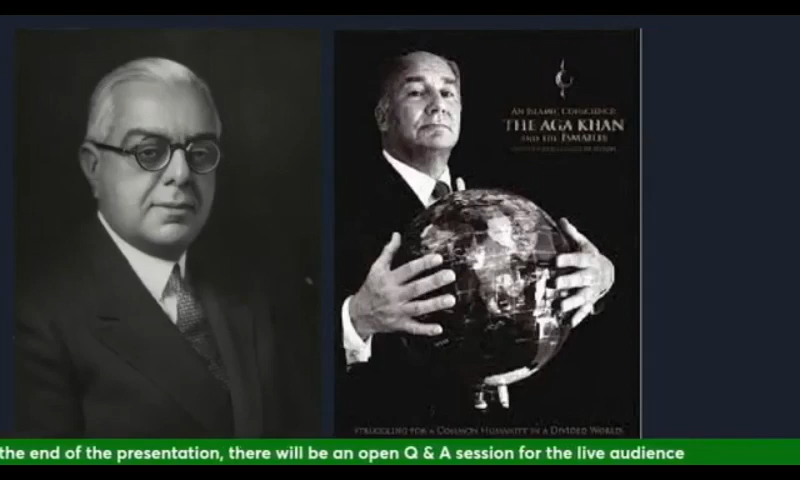 AN ISLAMIC CONSCIENCE:
THE AGA KHAN
AND THE ISMAILIS
STRUGGLING FOR A COMMON HUMANITY IN A DIVIDED WORLD
the end of the presentation, there will be an open Q & A session for the live audience